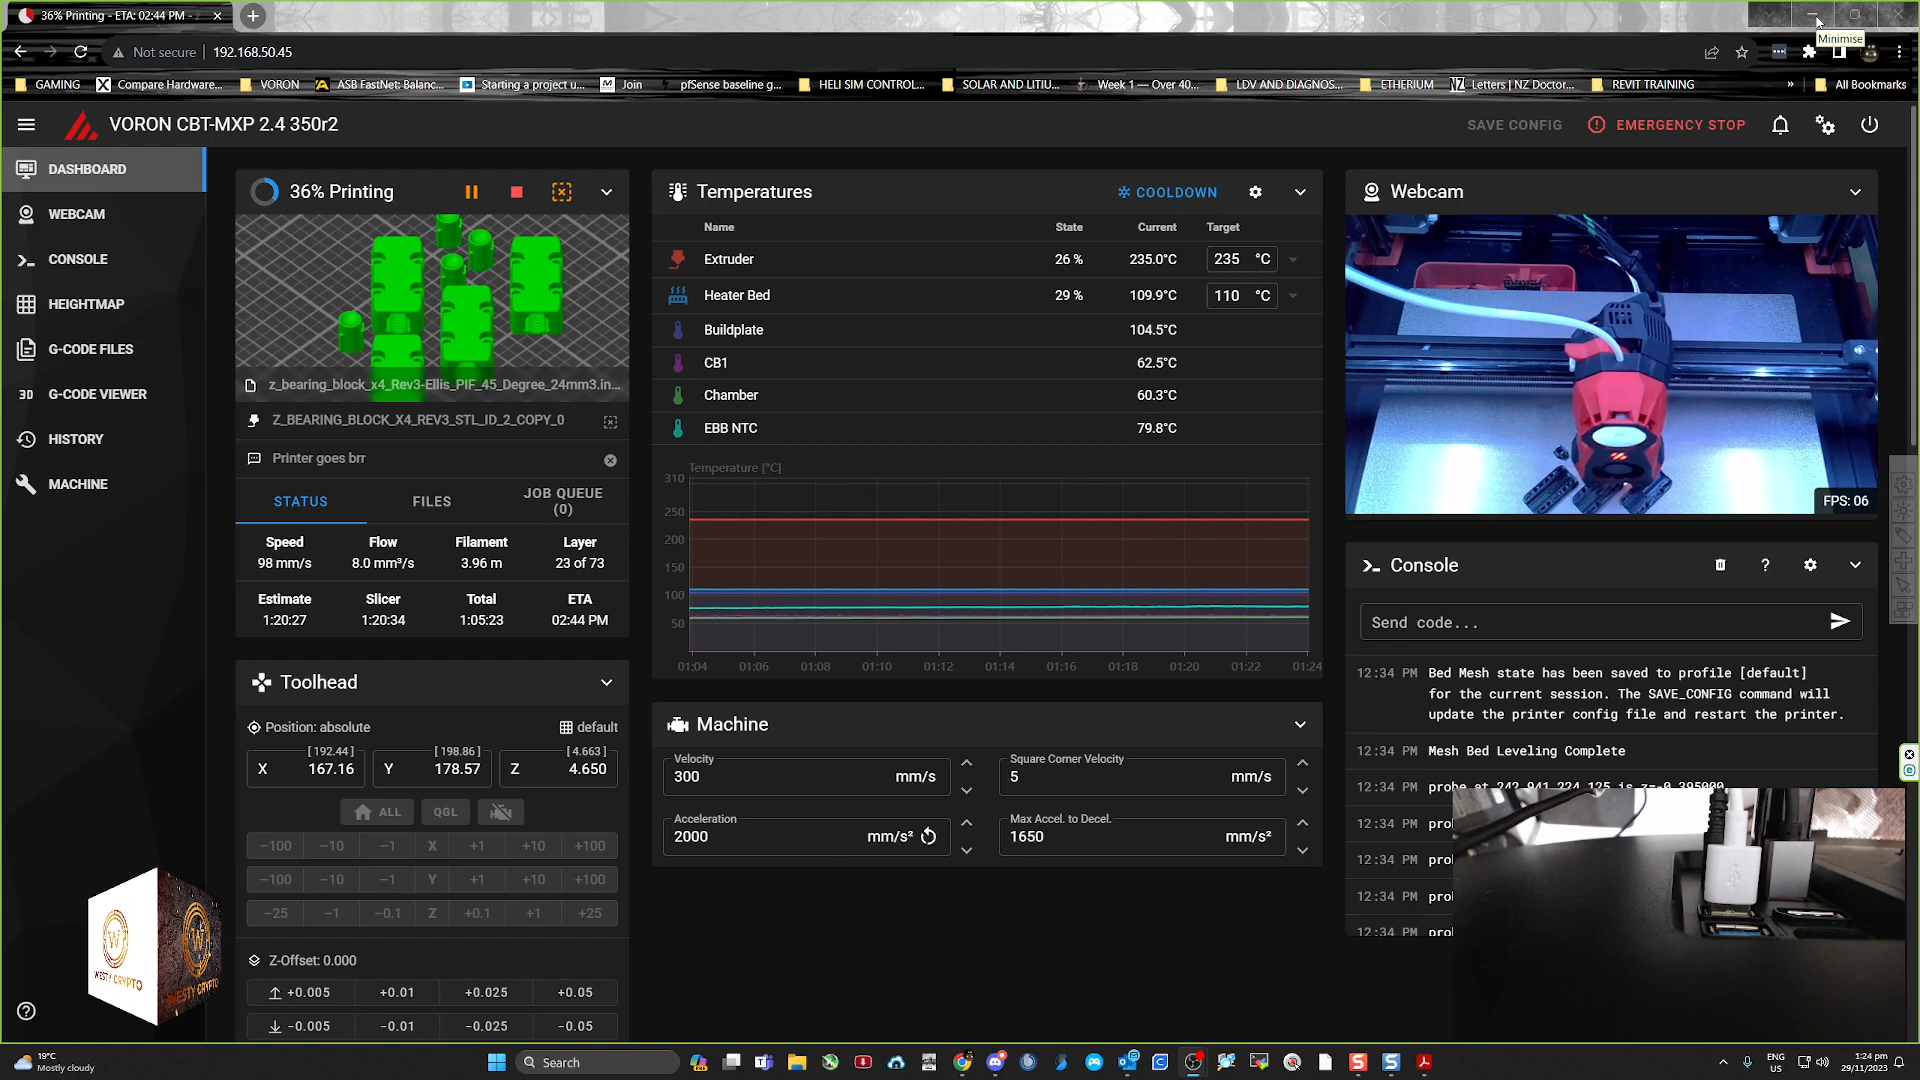 36% Printing - ETA: 02:44 PM -
Minimise
Not secure
192.168.50.45
GAMING
Compare Hardware...
VORON
ASB FastNet: Balanc...
Starting a project u...
Join
pfSense baseline g...
HELI SIM CONTROL...
SOLAR AND LITIU...
Week 1 — Over 40...
LDV AND DIAGNOS...
ETHERIUM
Letters | NZ Doctor...
REVIT TRAINING
»
All Bookmarks
VORON CBT-MXP 2.4 350r2
SAVE CONFIG
EMERGENCY STOP
DASHBOARD
WEBCAM
CONSOLE
HEIGHTMAP
G-CODE FILES
3D G-CODE VIEWER
HISTORY
MACHINE
36% Printing
z_bearing_block_x4_Rev3-Ellis_PIF_45_Degree_24mm3.in...
Z_BEARING_BLOCK_X4_REV3_STL_ID_2_COPY_0
Printer goes brr
STATUS
FILES
JOB QUEUE
(0)
Speed Flow Filament Layer
98 mm/s 8.0 mm³/s 3.96 m 23 of 73
Estimate Slicer Total ETA
1:20:27 1:20:34 1:05:23 02:44 PM
Toolhead
Position: absolute
default
[ 192.44 ] [ 198.86 ] [ 4.663 ]
X 167.16 Y 178.57 Z 4.650
ALL
QGL
−100 −10 −1 X +1 +10 +100
−100 −10 −1 Y +1 +10 +100
−25 −1 −0.1 Z +0.1 +1 +25
Z-Offset: 0.000
+0.005 +0.01 +0.025 +0.05
−0.005 −0.01 −0.025 −0.05
WESTY CRYPTO
WESTY CRYPTO
Temperatures
COOLDOWN
Name State Current Target
Extruder 26 % 235.0°C 235 °C
Heater Bed 29 % 109.9°C 110 °C
Buildplate 104.5°C
CB1 62.5°C
Chamber 60.3°C
EBB NTC 79.8°C
Temperature [°C]
310
250
200
150
100
50
01:04 01:06 01:08 01:10 01:12 01:14 01:16 01:18 01:20 01:22 01:24
Machine
Velocity
300 mm/s
Square Corner Velocity
5 mm/s
Acceleration
2000 mm/s²
Max Accel. to Decel.
1650 mm/s²
Webcam
FPS: 06
Console
Send code...
12:34 PM Bed Mesh state has been saved to profile [default]
for the current session. The SAVE_CONFIG command will
update the printer config file and restart the printer.
12:34 PM Mesh Bed Leveling Complete
12:34 PM probe at 242.941,224.125 is z=-0.395000
12:34 PM
12:34 PM
12:34 PM
12:34 PM
19°C
Mostly cloudy
Search
ENG
US
1:24 pm
29/11/2023